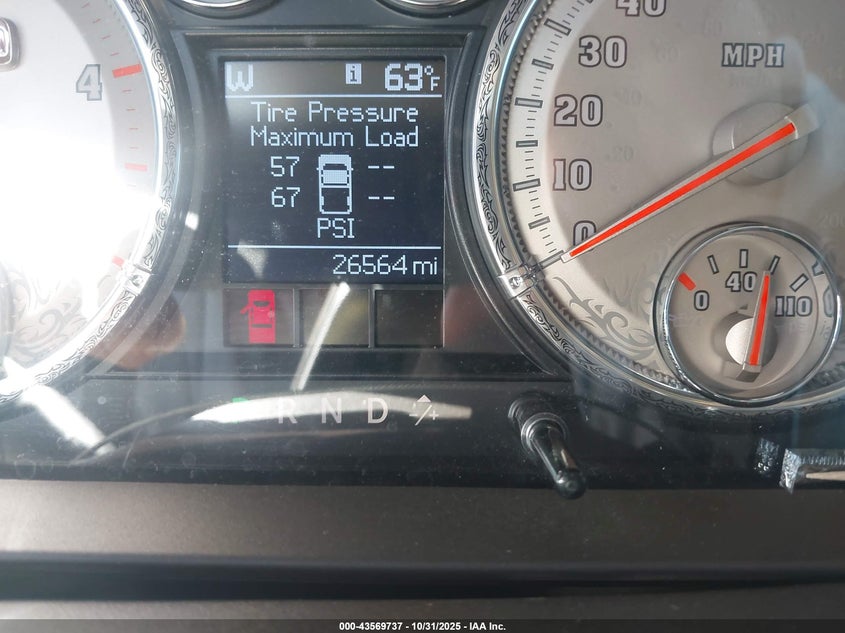 W i 63°F
Tire Pressure
Maximum Load
57 --
67 --
PSI
26564 mi
4
40
30
20
10
0
MPH
0 40 110
R N D
000-43569737 - 10/31/2025 - IAA Inc.